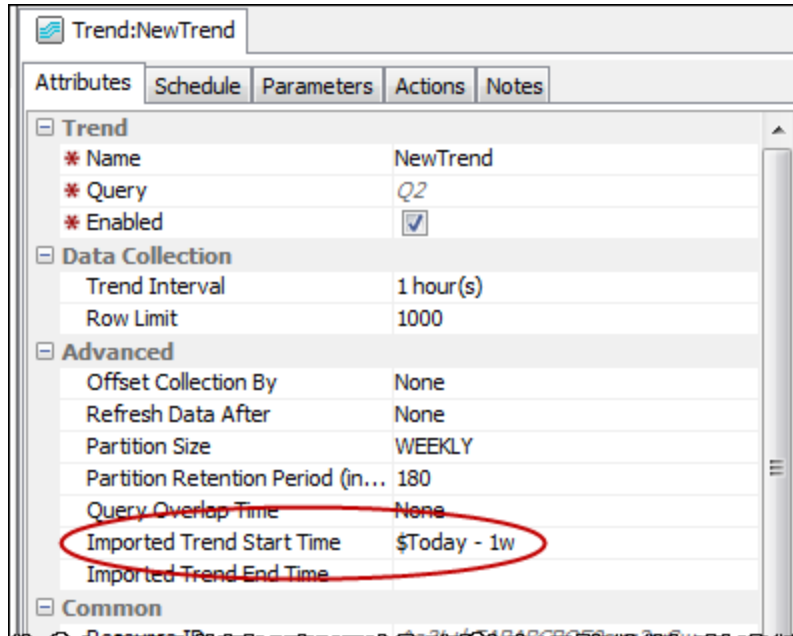 Trend:NewTrend
Attributes Schedule Parameters Actions Notes
Trend
* Name NewTrend
* Query Q2
* Enabled
Data Collection
Trend Interval 1 hour(s)
Row Limit 1000
Advanced
Offset Collection By None
Refresh Data After None
Partition Size WEEKLY
Partition Retention Period (in... 180
Query Overlap Time None
Imported Trend Start Time $Today - 1w
Imported Trend End Time
Common